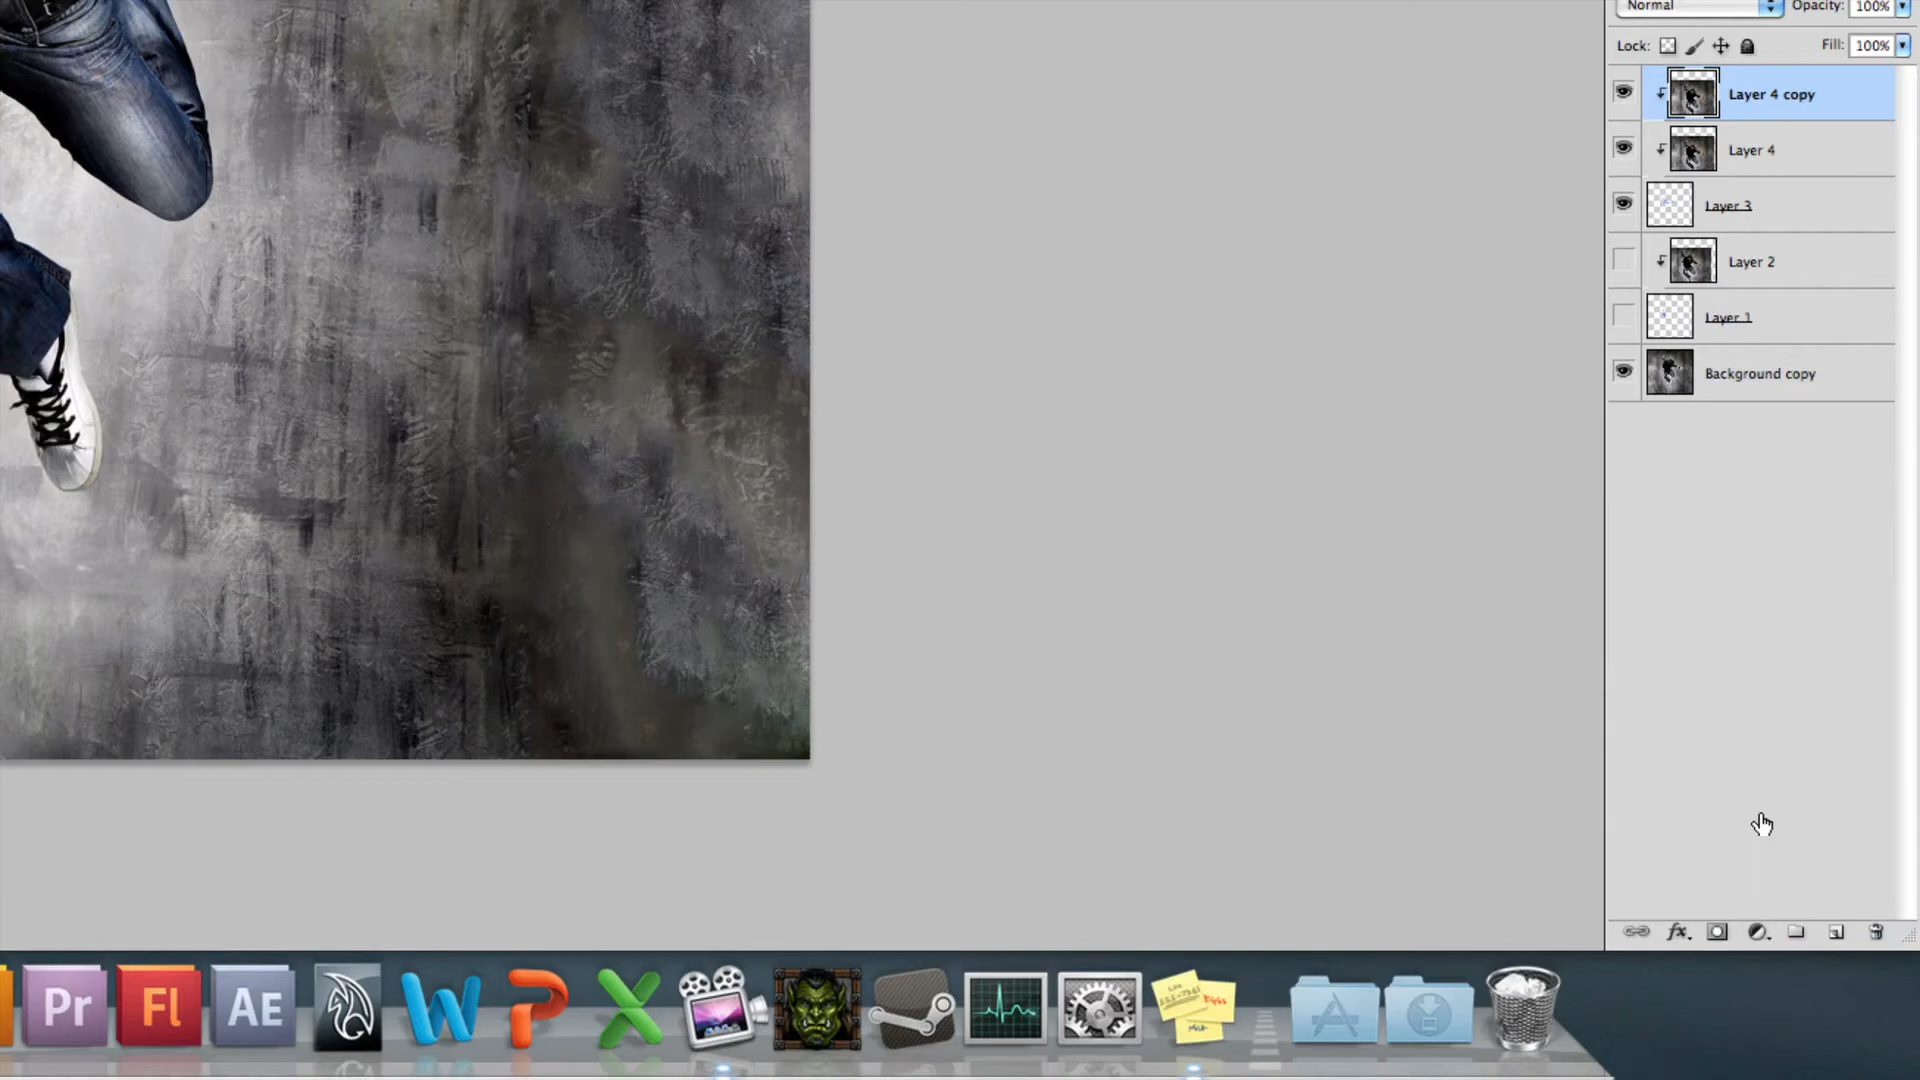 Normal Opacity: 100%
Lock: Fill: 100%
Layer 4 copy
Layer 4
Layer 3
Layer 2
Layer 1
Background copy
fx
Pr Fl AE W P X